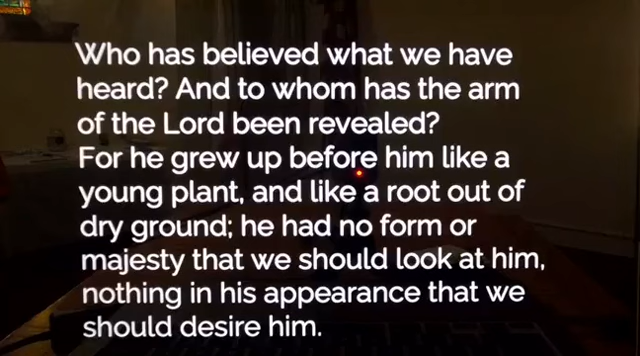 Who has believed what we have
heard? And to whom has the arm
of the Lord been revealed?
For he grew up before him like a
young plant, and like a root out of
dry ground; he had no form or
majesty that we should look at him,
nothing in his appearance that we
should desire him.